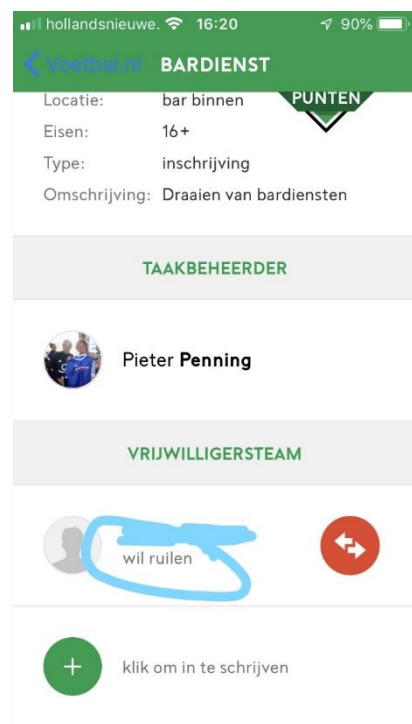 hollandsnieuwe. 16:20 90%
Voetbal.nl BARDIENST
Locatie: bar binnen PUNTEN
Eisen: 16+
Type: inschrijving
Omschrijving: Draaien van bardiensten
TAAKBEHEERDER
Pieter Penning
VRIJWILLIGERSTEAM
wil ruilen
klik om in te schrijven